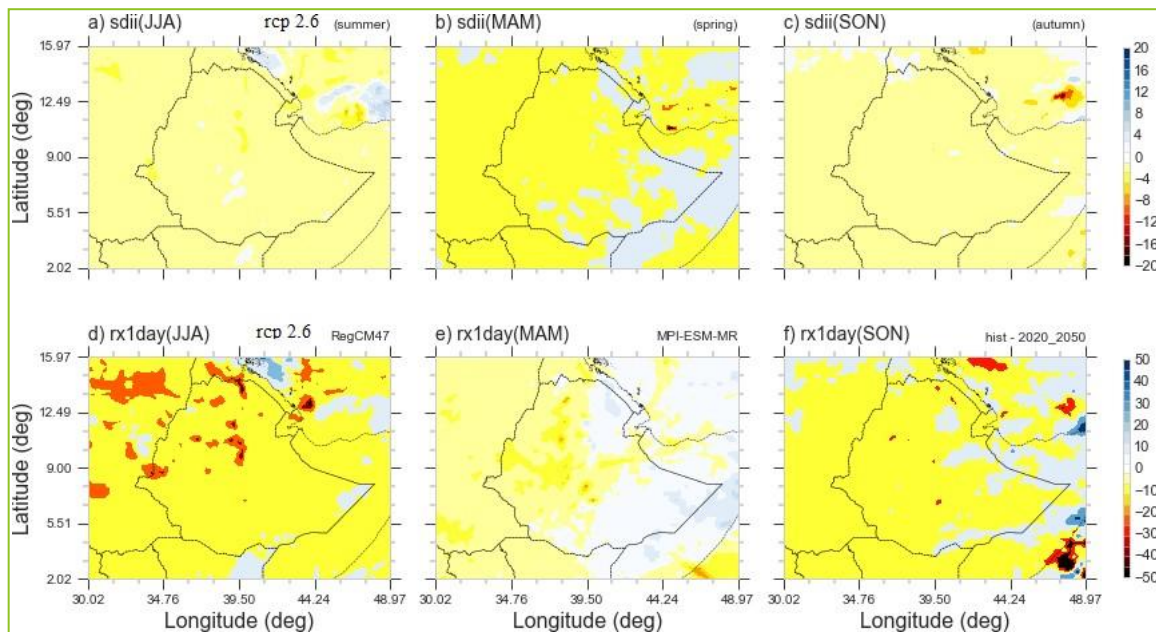 a) sdii(JJA) rcp 2.6 (summer)
b) sdii(MAM) (spring)
c) sdii(SON) (autumn)
15.97
12.49
9.00
5.51
2.02
Latitude (deg)
20
16
12
8
4
0
−4
−8
−12
−16
−20
d) rx1day(JJA) rcp 2.6 RegCM47
e) rx1day(MAM) MPI-ESM-MR
f) rx1day(SON) hist - 2020_2050
15.97
12.49
9.00
5.51
2.02
Latitude (deg)
50
40
30
20
10
0
−10
−20
−30
−40
−50
30.02 34.76 39.50 44.24 48.97
30.02 34.76 39.50 44.24 48.97
30.02 34.76 39.50 44.24 48.97
Longitude (deg)
Longitude (deg)
Longitude (deg)